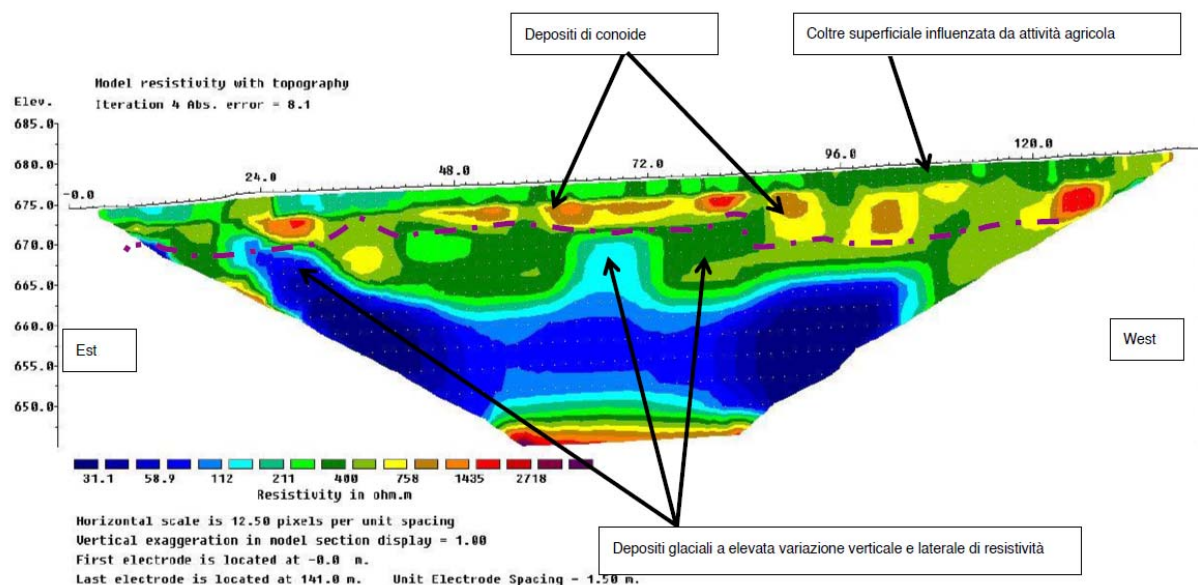 Depositi di conoide
Coltre superficiale influenzata da attività agricola
Model resistivity with topography
Iteration 4 Abs. error = 8.1
Elev.
685.0
680.0
675.0
670.0
665.0
660.0
655.0
650.0
-0.0
24.0
48.0
72.0
96.0
120.0
Est
West
31.1 58.9 112 211 400 758 1435 2718
Resistivity in ohm.m
Horizontal scale is 12.50 pixels per unit spacing
Vertical exaggeration in model section display = 1.00
First electrode is located at -0.0 m.
Last electrode is located at 141.0 m. Unit Electrode Spacing = 1.50 m.
Depositi glaciali a elevata variazione verticale e laterale di resistività